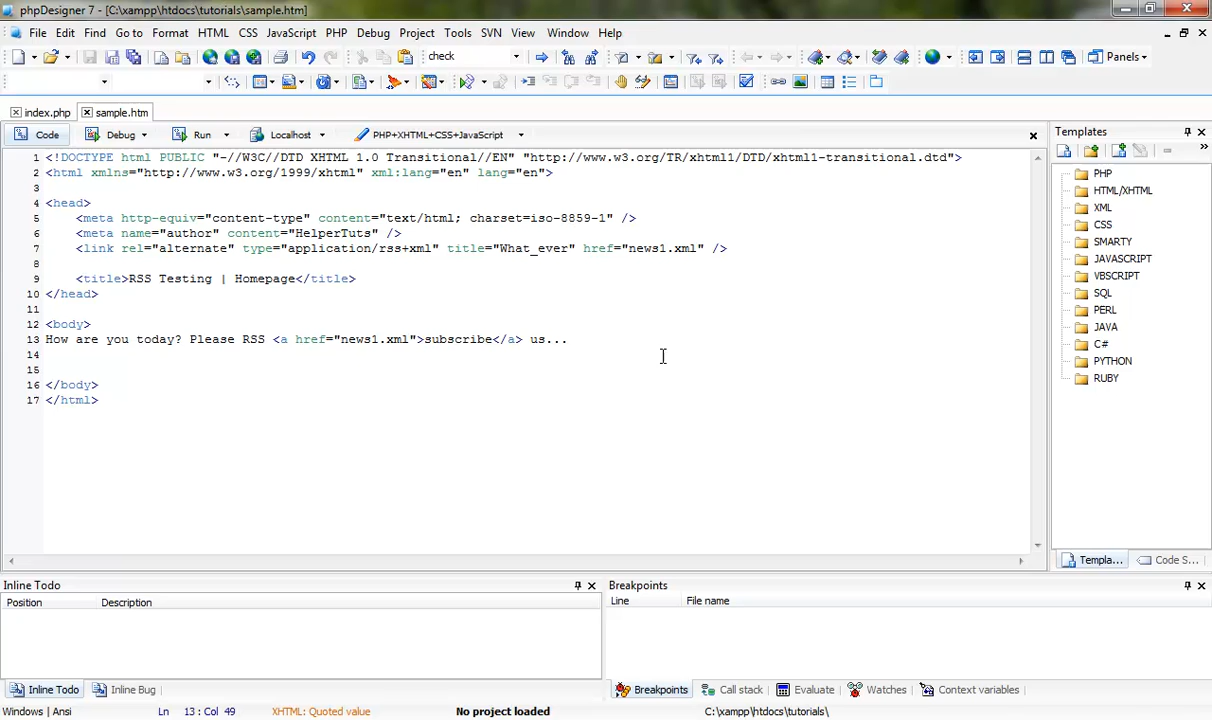 phpDesigner 7 - [C:\xampp\htdocs\tutorials\sample.htm]
File Edit Find Go to Format HTML CSS JavaScript PHP Debug Project Tools SVN View Window Help
check Panels
index.php sample.htm
Code Debug Run Localhost PHP+XHTML+CSS+JavaScript
1 <!DOCTYPE html PUBLIC "-//W3C//DTD XHTML 1.0 Transitional//EN" "http://www.w3.org/TR/xhtml1/DTD/xhtml1-transitional.dtd">
2 <html xmlns="http://www.w3.org/1999/xhtml" xml:lang="en" lang="en">
3
4 <head>
5 <meta http-equiv="content-type" content="text/html; charset=iso-8859-1" />
6 <meta name="author" content="HelperTuts" />
7 <link rel="alternate" type="application/rss+xml" title="What_ever" href="news1.xml" />
8
9 <title>RSS Testing | Homepage</title>
10 </head>
11
12 <body>
13 How are you today? Please RSS <a href="news1.xml">subscribe</a> us...
14
15
16 </body>
17 </html>
Templates
PHP
HTML/XHTML
XML
CSS
SMARTY
JAVASCRIPT
VBSCRIPT
SQL
PERL
JAVA
C#
PYTHON
RUBY
Templa... Code S...
Inline Todo
Position Description
Inline Todo Inline Bug
Breakpoints
Line File name
Breakpoints Call stack Evaluate Watches Context variables
Windows | Ansi Ln 13 : Col 49 XHTML: Quoted value No project loaded C:\xampp\htdocs\tutorials\